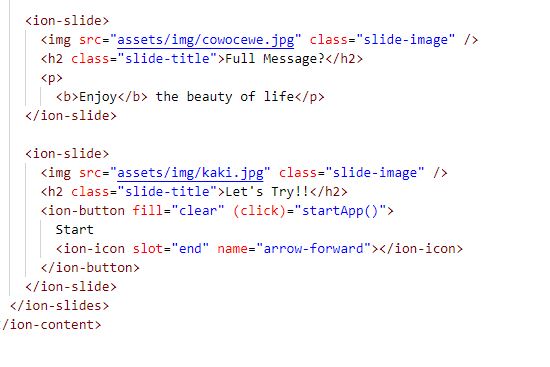 <ion-slide>
<img src="assets/img/cowocewe.jpg" class="slide-image" />
<h2 class="slide-title">Full Message?</h2>
<p>
<b>Enjoy</b> the beauty of life</p>
</ion-slide>
<ion-slide>
<img src="assets/img/kaki.jpg" class="slide-image" />
<h2 class="slide-title">Let's Try!!</h2>
<ion-button fill="clear" (click)="startApp()">
Start
<ion-icon slot="end" name="arrow-forward"></ion-icon>
</ion-button>
</ion-slide>
</ion-slides>
/ion-content>